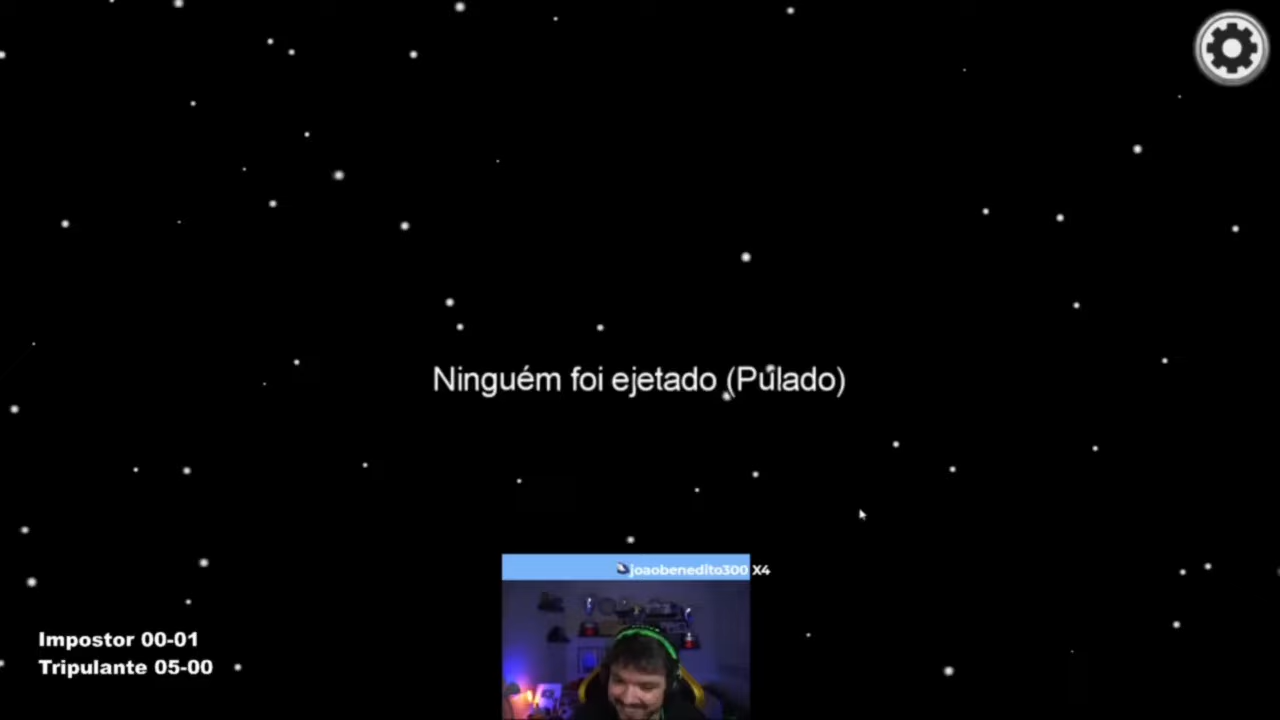 Ninguém foi ejetado (Pulado)
joaobenedito300 X4
Impostor 00-01
Tripulante 05-00